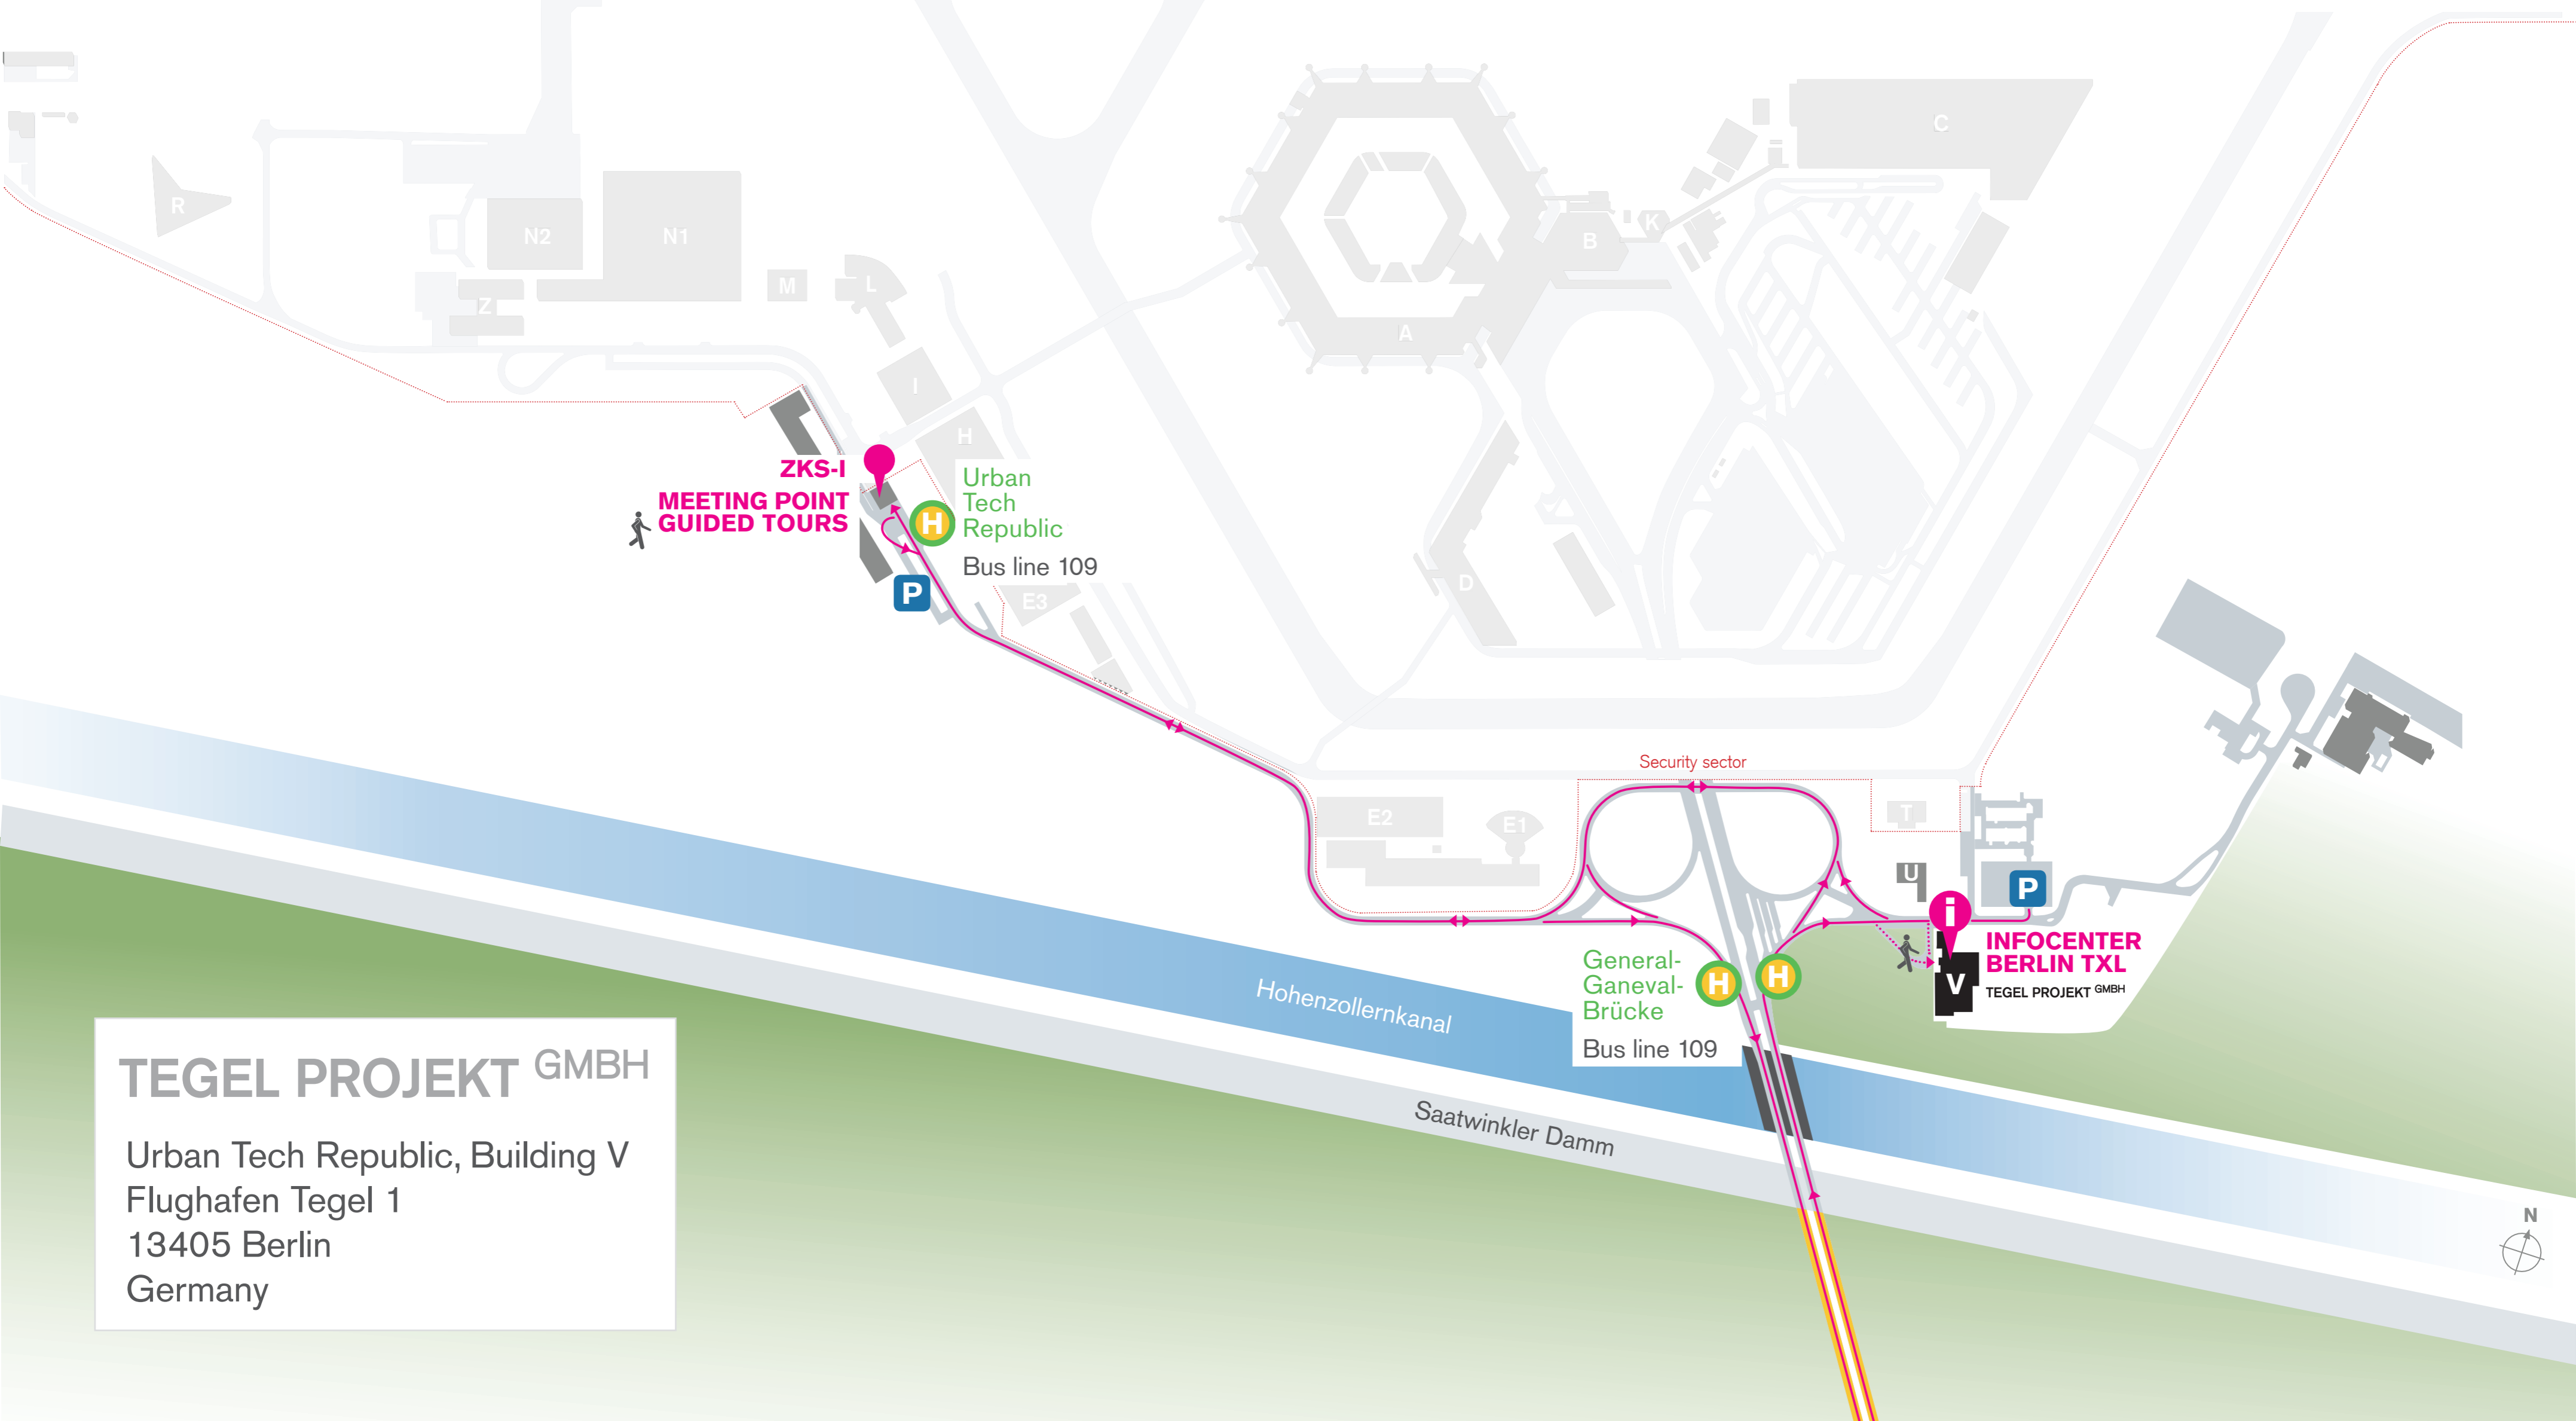 C
R
K
N2
N1
B
L
M
Z
A
I
H
ZKS-I
MEETING POINT
GUIDED TOURS
H
Urban
Tech
Republic
Bus line 109
P
D
E3
Security sector
E2
E1
T
U
P
i
INFOCENTER
BERLIN TXL
TEGEL PROJEKT GMBH
V
General-
Ganeval-
Brücke
Bus line 109
H
H
Hohenzollernkanal
Saatwinkler Damm
N
TEGEL PROJEKT GMBH
Urban Tech Republic, Building V
Flughafen Tegel 1
13405 Berlin
Germany